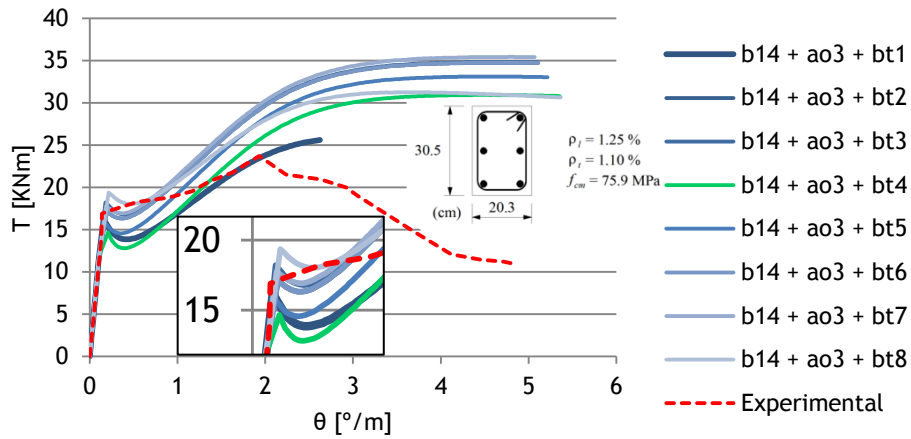 40
35
30
25
20
15
10
5
0
T [KNm]
0 1 2 3 4 5 6
θ [º/m]
20
15
30.5
(cm)
20.3
ρl = 1.25 %
ρt = 1.10 %
fcm = 75.9 MPa
b14 + ao3 + bt1
b14 + ao3 + bt2
b14 + ao3 + bt3
b14 + ao3 + bt4
b14 + ao3 + bt5
b14 + ao3 + bt6
b14 + ao3 + bt7
b14 + ao3 + bt8
Experimental